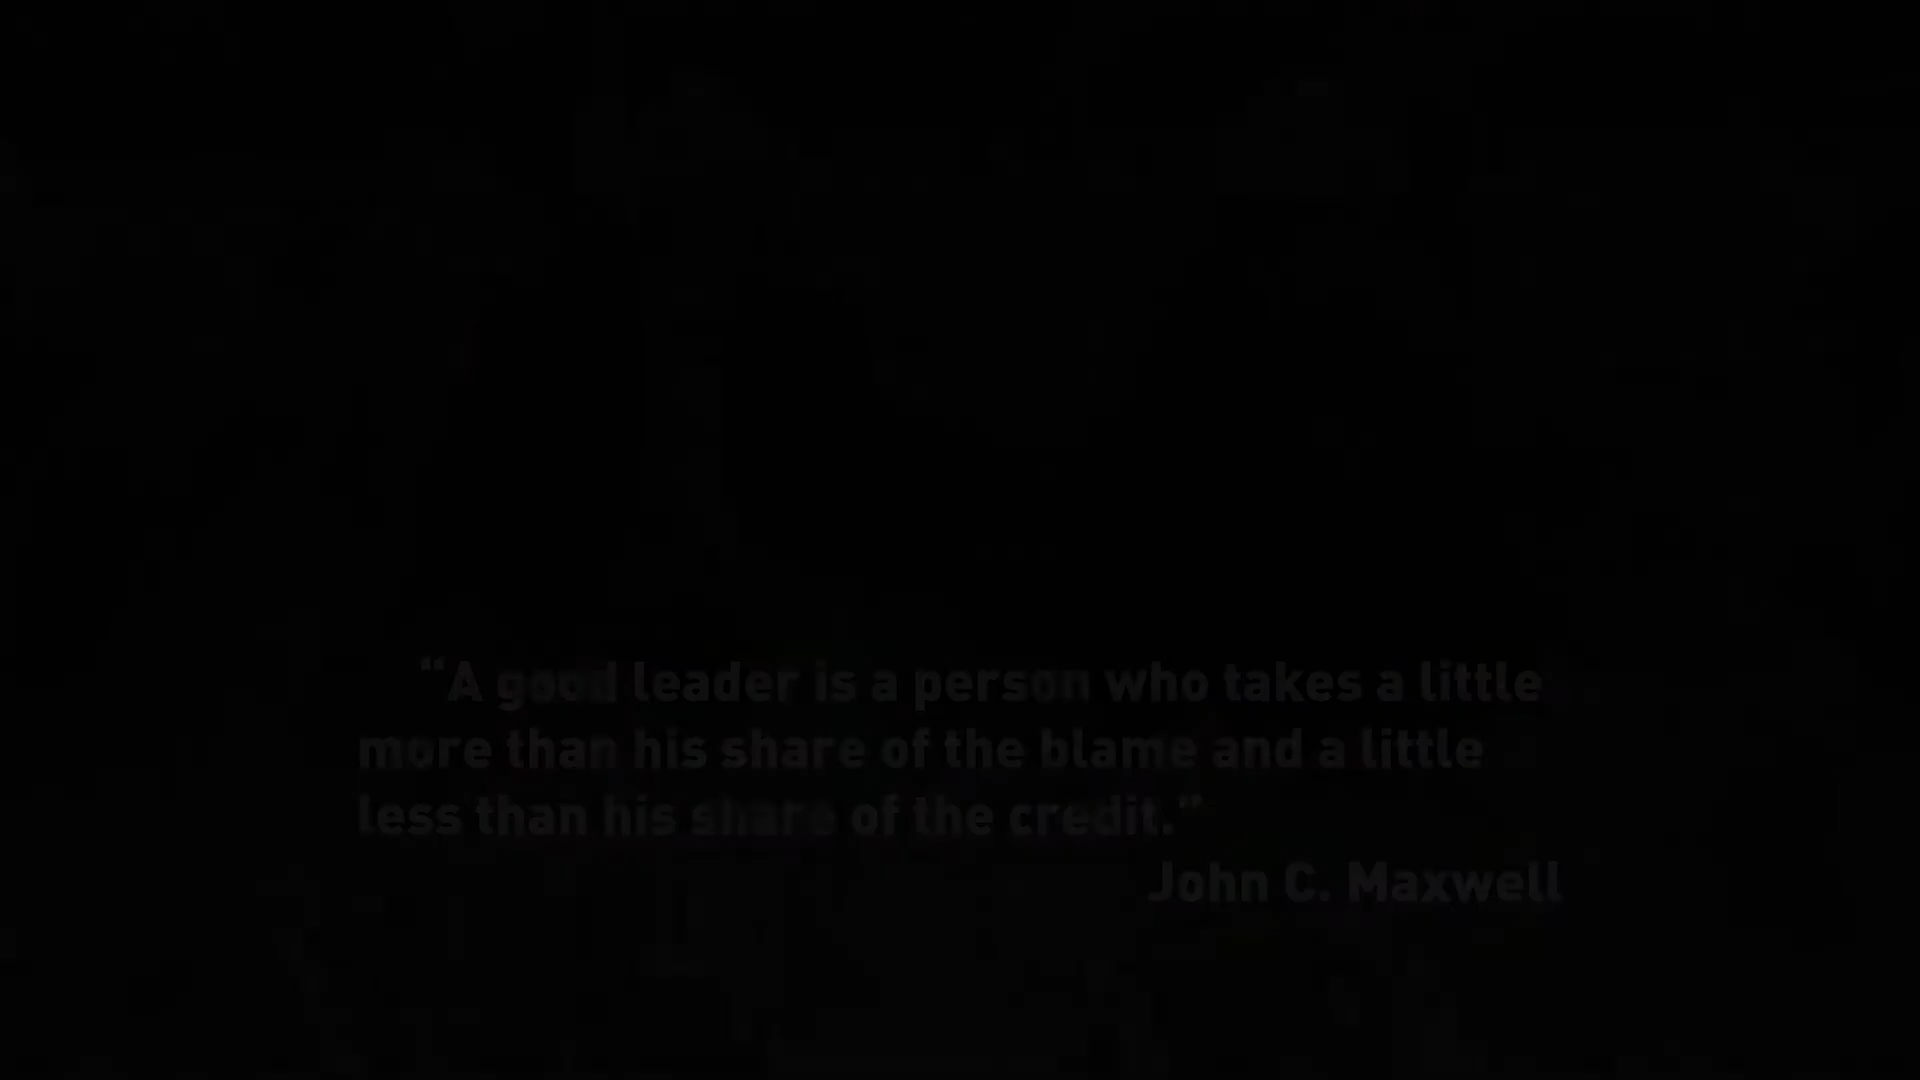 “A good leader is a person who takes a little
more than his share of the blame and a little
less than his share of the credit.”
John C. Maxwell